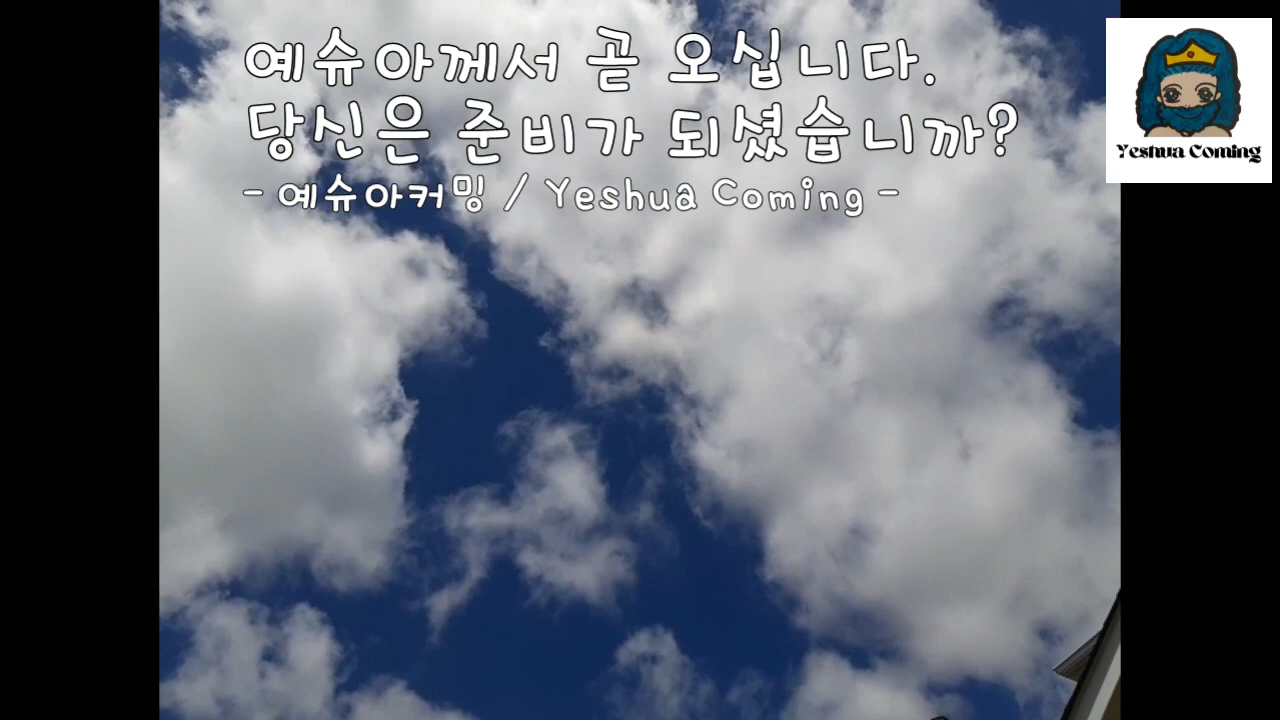 예슈아께서 곧 오십니다.
당신은 준비가 되셨습니까?
- 예슈아커밍 / Yeshua Coming -
Yeshua Coming